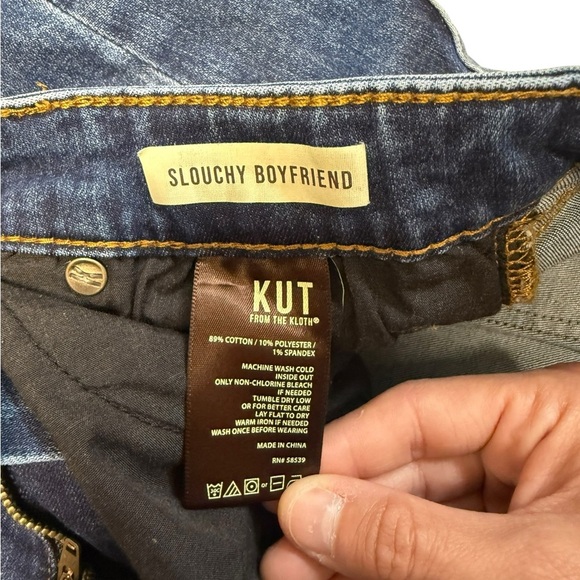 SLOUCHY BOYFRIEND
KUT
FROM THE KLOTH®
89% COTTON / 10% POLYESTER /
1% SPANDEX
MACHINE WASH COLD
INSIDE OUT
ONLY NON-CHLORINE BLEACH
IF NEEDED
TUMBLE DRY LOW
OR FOR BETTER CARE
LAY FLAT TO DRY
WARM IRON IF NEEDED
WASH ONCE BEFORE WEARING
MADE IN CHINA
RN# 58539
or